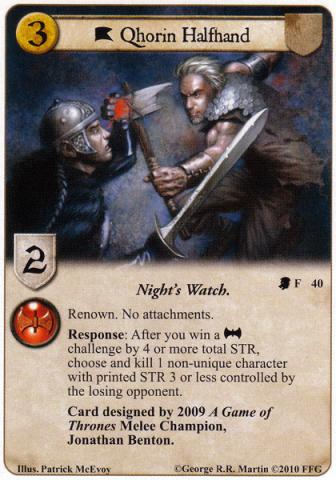 3 Qhorin Halfhand
2
Night's Watch.
F 40
Renown. No attachments.
Response: After you win a
challenge by 4 or more total STR,
choose and kill 1 non-unique character
with printed STR 3 or less controlled by
the losing opponent.
Card designed by 2009 A Game of
Thrones Melee Champion,
Jonathan Benton.
Illus. Patrick McEvoy ©George R.R. Martin ©2010 FFG